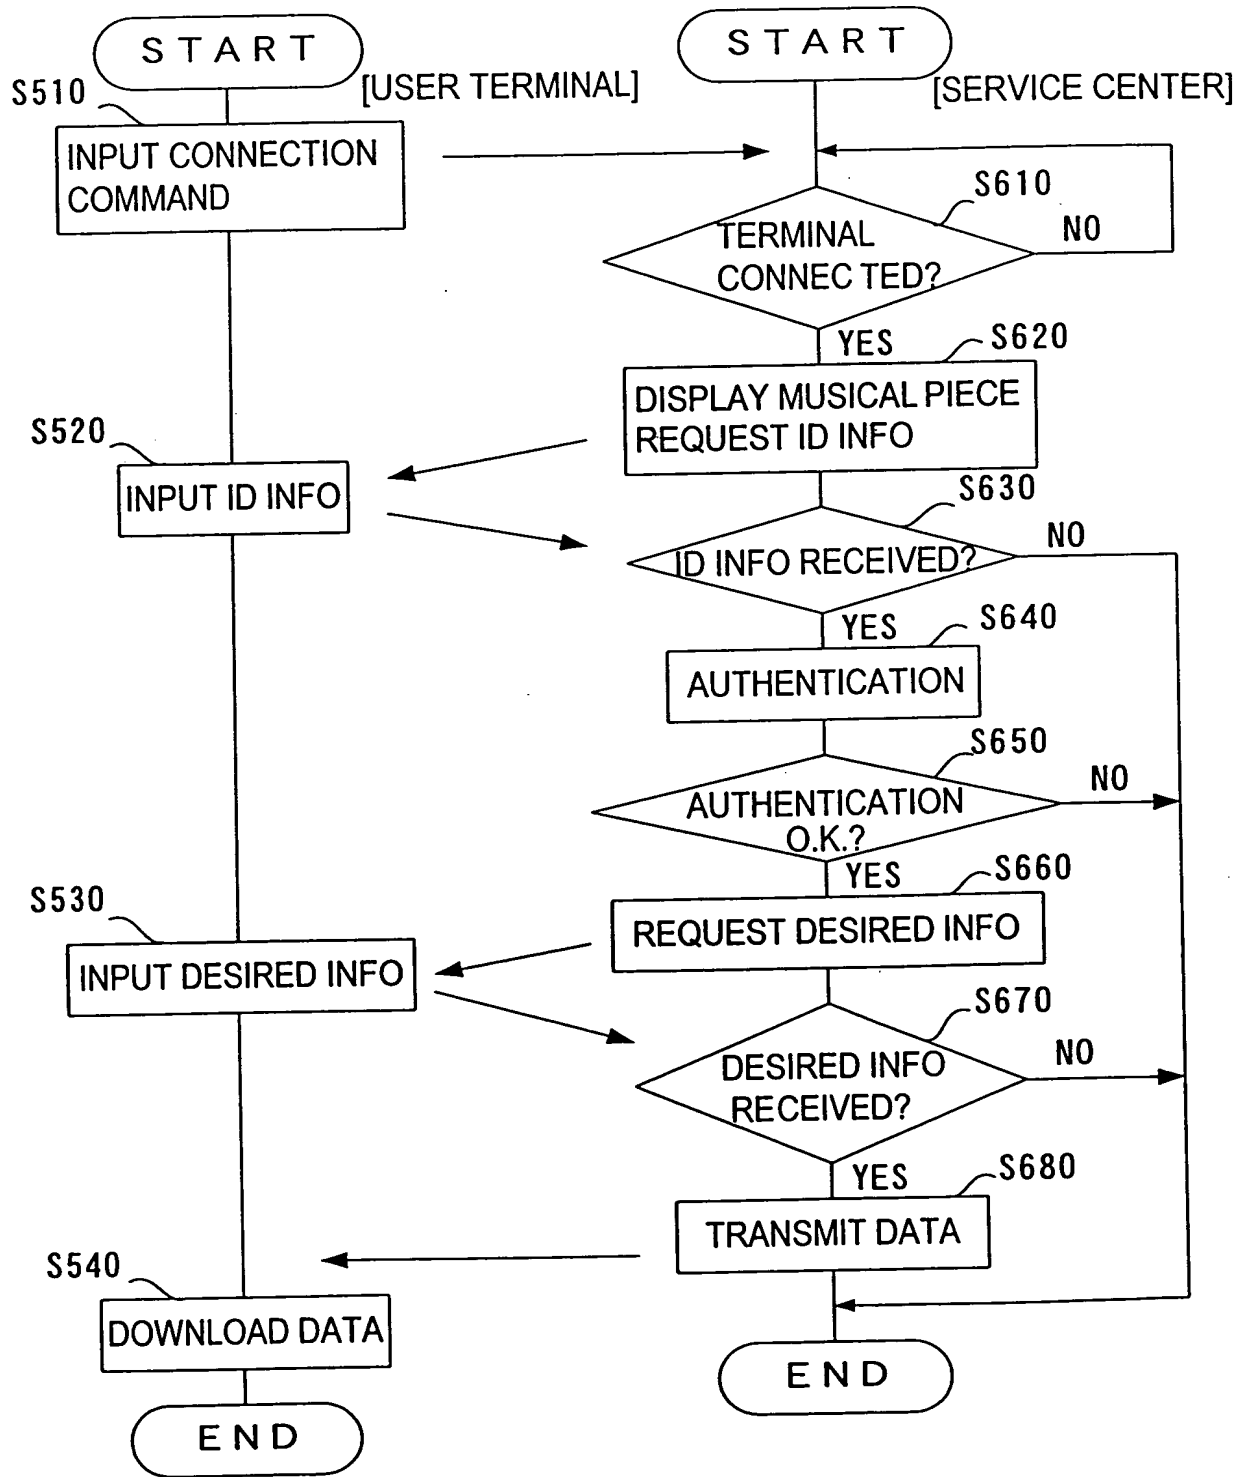 START
START
S510
[USER TERMINAL]
[SERVICE CENTER]
INPUT CONNECTION
COMMAND
S610
TERMINAL
CONNEC TED?
NO
YES
S620
DISPLAY MUSICAL PIECE
REQUEST ID INFO
S520
INPUT ID INFO
S630
ID INFO RECEIVED?
NO
YES
S640
AUTHENTICATION
S650
AUTHENTICATION
O.K.?
NO
YES
S660
REQUEST DESIRED INFO
S530
INPUT DESIRED INFO
S670
DESIRED INFO
RECEIVED?
NO
YES
S680
TRANSMIT DATA
S540
DOWNLOAD DATA
END
END